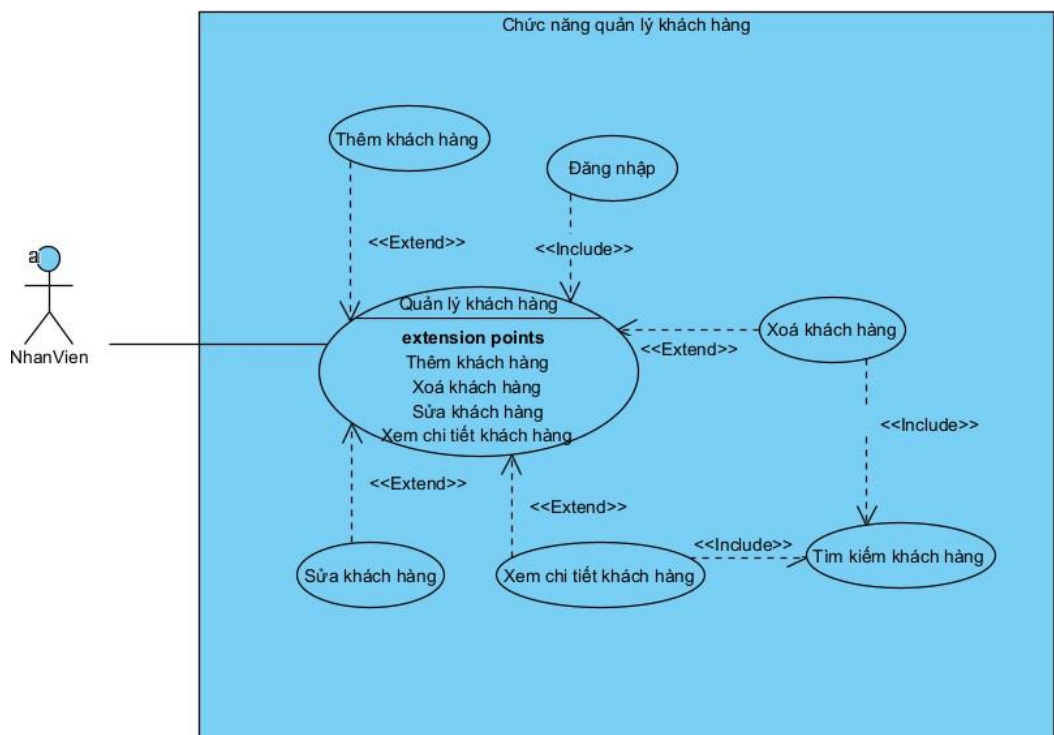 Chức năng quản lý khách hàng
Thêm khách hàng
Đăng nhập
<<Extend>>
<<Include>>
a
NhanVien
Quản lý khách hàng
extension points
Thêm khách hàng
Xoá khách hàng
Sửa khách hàng
Xem chi tiết khách hàng
Xoá khách hàng
<<Extend>>
<<Include>>
<<Extend>>
<<Extend>>
<<Include>>
Sửa khách hàng
Xem chi tiết khách hàng
Tìm kiếm khách hàng